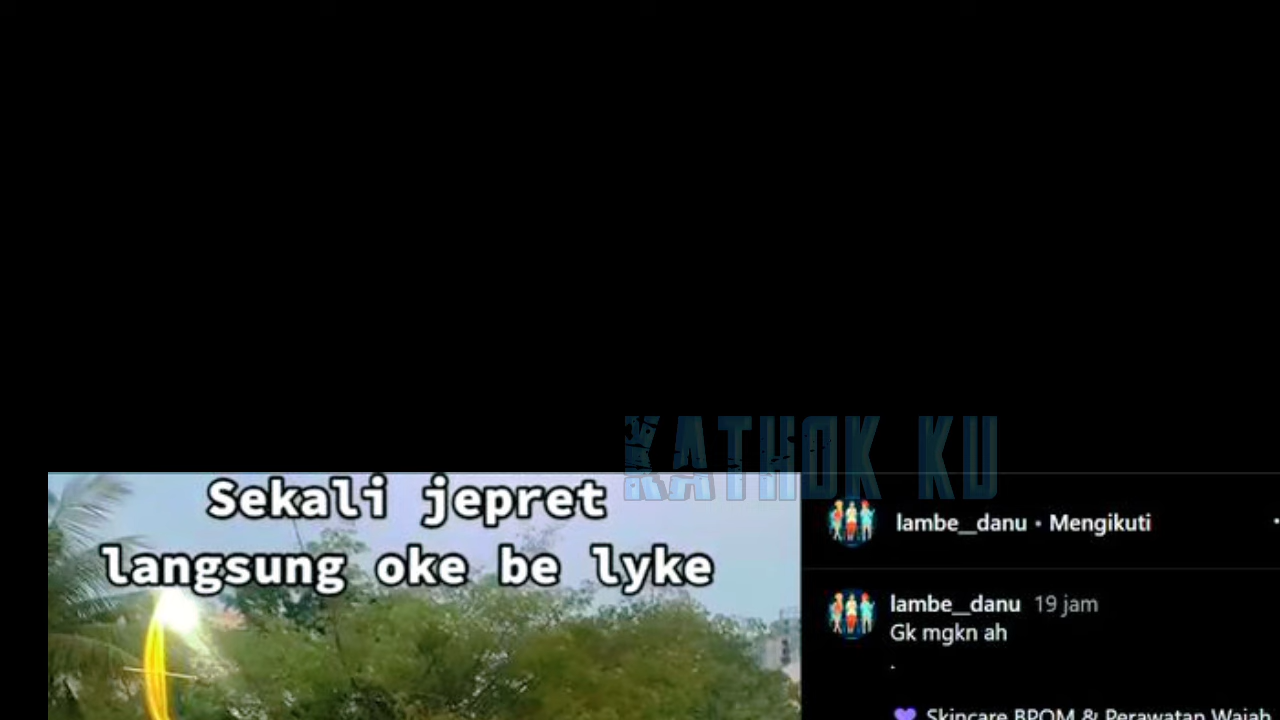 KATHOK KU
Sekali jepret
langsung oke be lyke
lambe__danu • Mengikuti
lambe__danu 19 jam
Gk mgkn ah
.
💜 Skincare BPOM & Perawatan Wajah